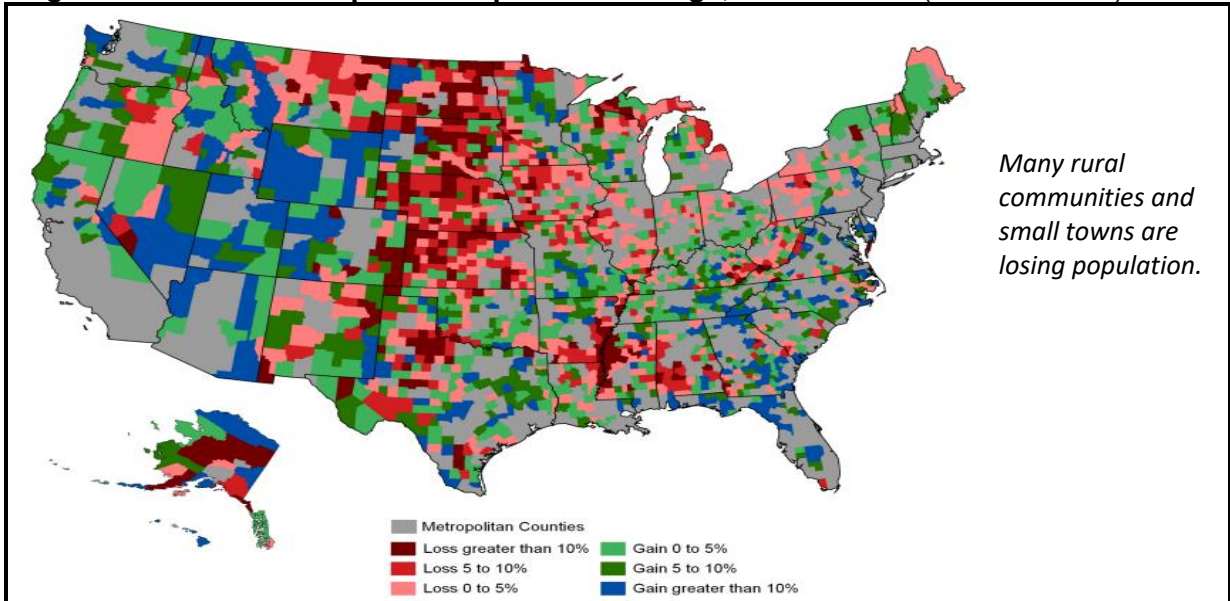 Many rural
communities and
small towns are
losing population.
Metropolitan Counties
Loss greater than 10%
Loss 5 to 10%
Loss 0 to 5%
Gain 0 to 5%
Gain 5 to 10%
Gain greater than 10%